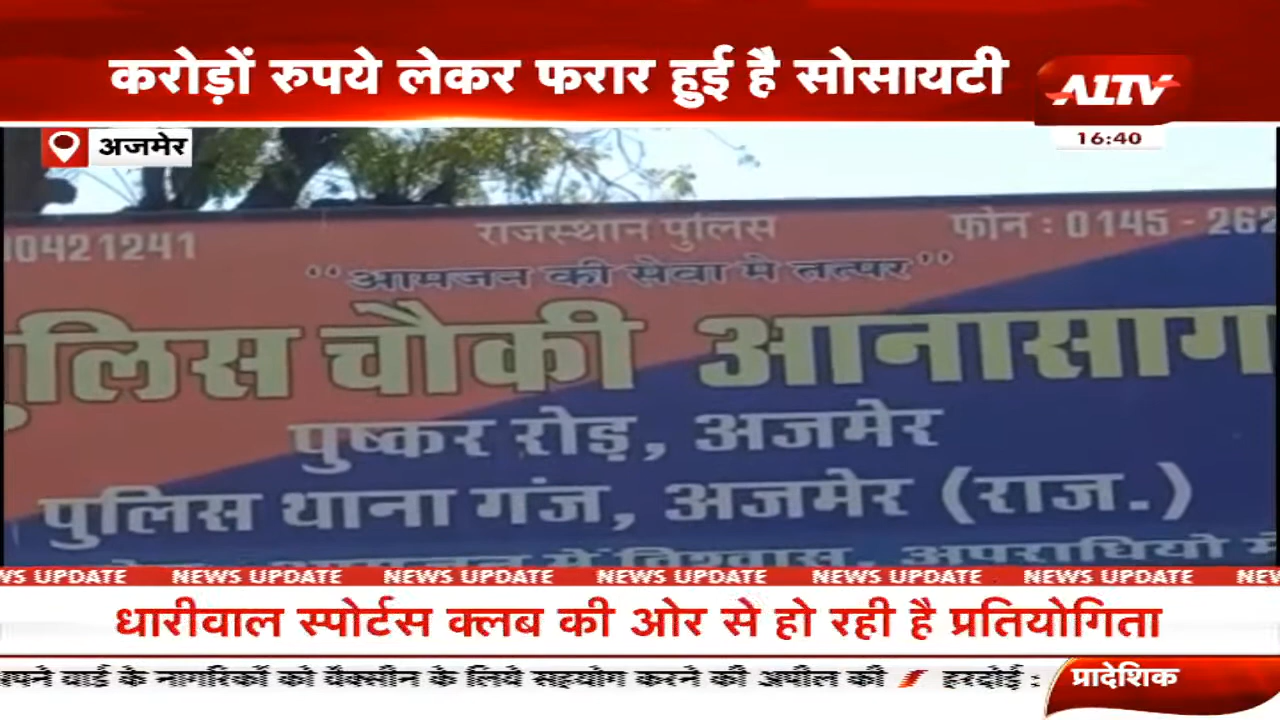 करोड़ों रुपये लेकर फरार हुई है सोसायटी
ALTV
16:40
अजमेर
राजस्थान पुलिस
फोन : 0145 - 262
00421241
"आमजन की सेवा मे तत्पर"
पुलिस चौकी आनासाग
पुष्कर रोड़, अजमेर
पुलिस थाना गंज, अजमेर (राज.)
में विश्वास, अपराधियो में
NEWS UPDATE NEWS UPDATE NEWS UPDATE NEWS UPDATE NEWS UPDATE
धारीवाल स्पोर्टस क्लब की ओर से हो रही है प्रतियोगिता
के नागरिकों को वैक्सीन के लिये सहयोग करने की अपील की / हरदोई :
प्रादेशिक